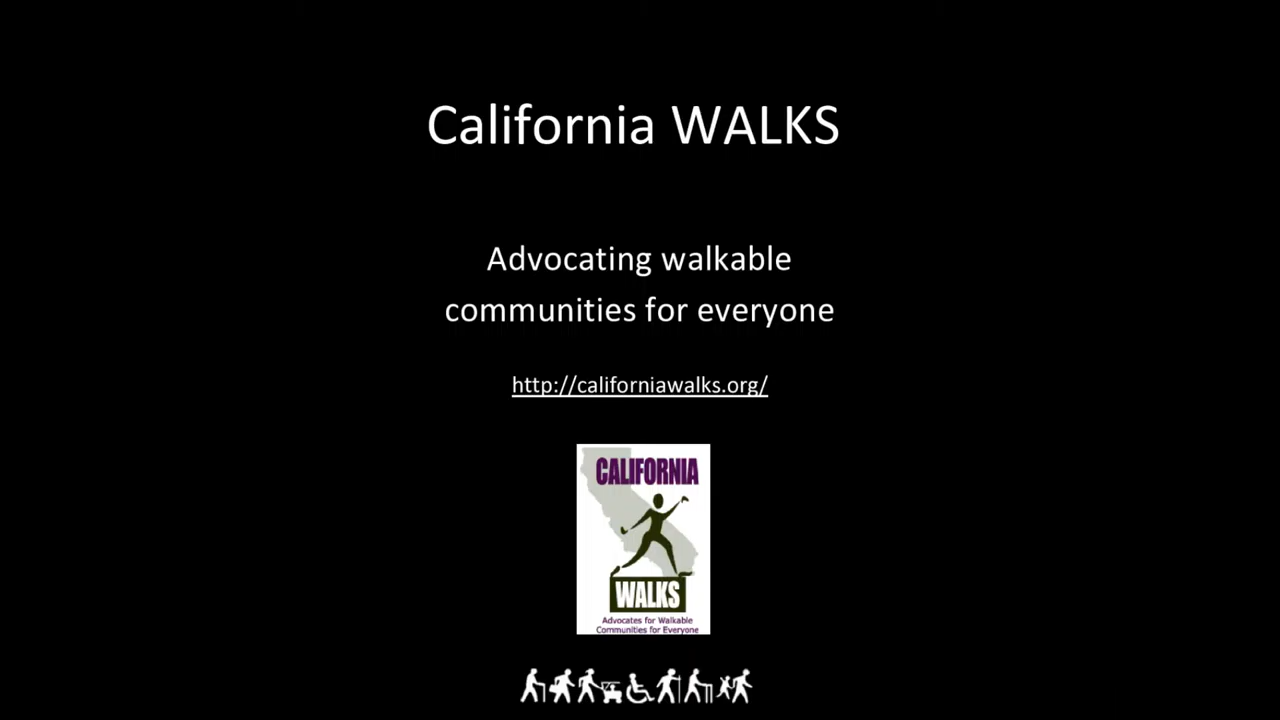 California WALKS
Advocating walkable
communities for everyone
http://californiawalks.org/
CALIFORNIA
WALKS
Advocates for Walkable
Communities for Everyone